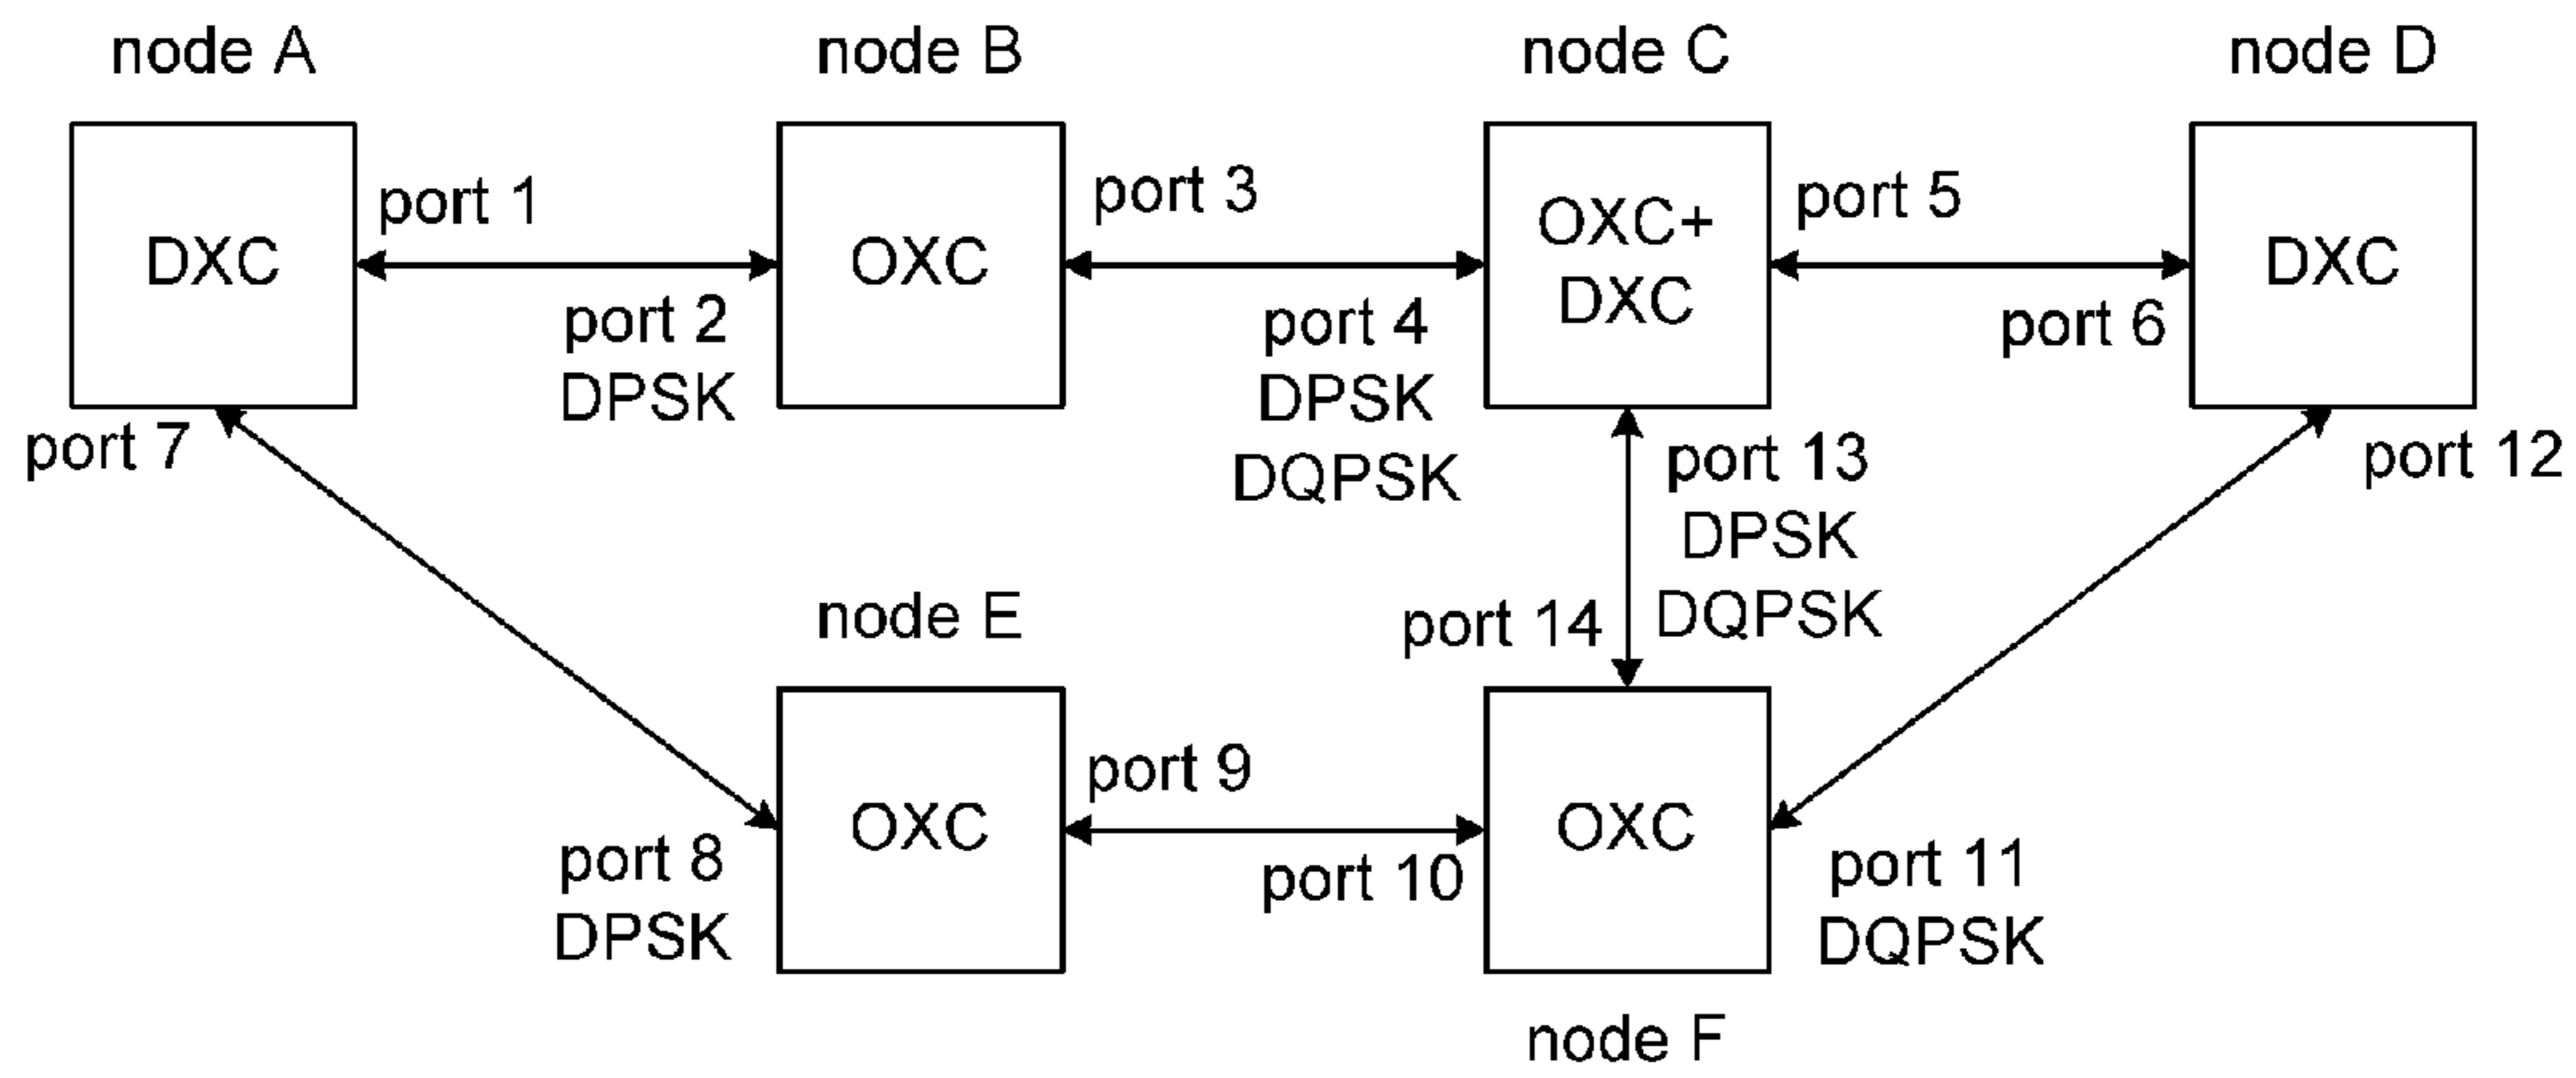 node A
node B
node C
node D
DXC
port 1
port 2
DPSK
OXC
port 3
port 4
DPSK
DQPSK
OXC+
DXC
port 5
port 6
DXC
port 7
port 12
port 13
DPSK
DQPSK
port 14
node E
port 8
DPSK
OXC
port 9
port 10
OXC
port 11
DQPSK
node F